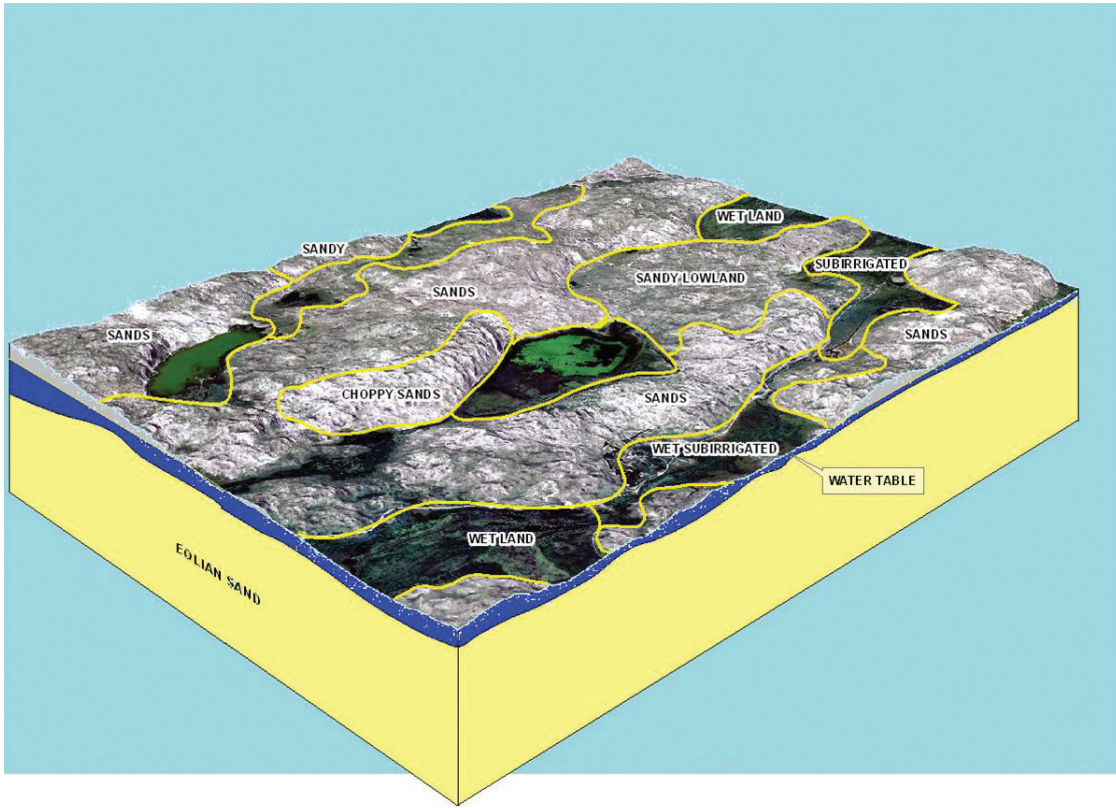 WET LAND
SANDY
SUBIRRIGATED
SANDY LOWLAND
SANDS
SANDS
SANDS
CHOPPY SANDS
SANDS
WET SUBIRRIGATED
WATER TABLE
WET LAND
EOLIAN SAND